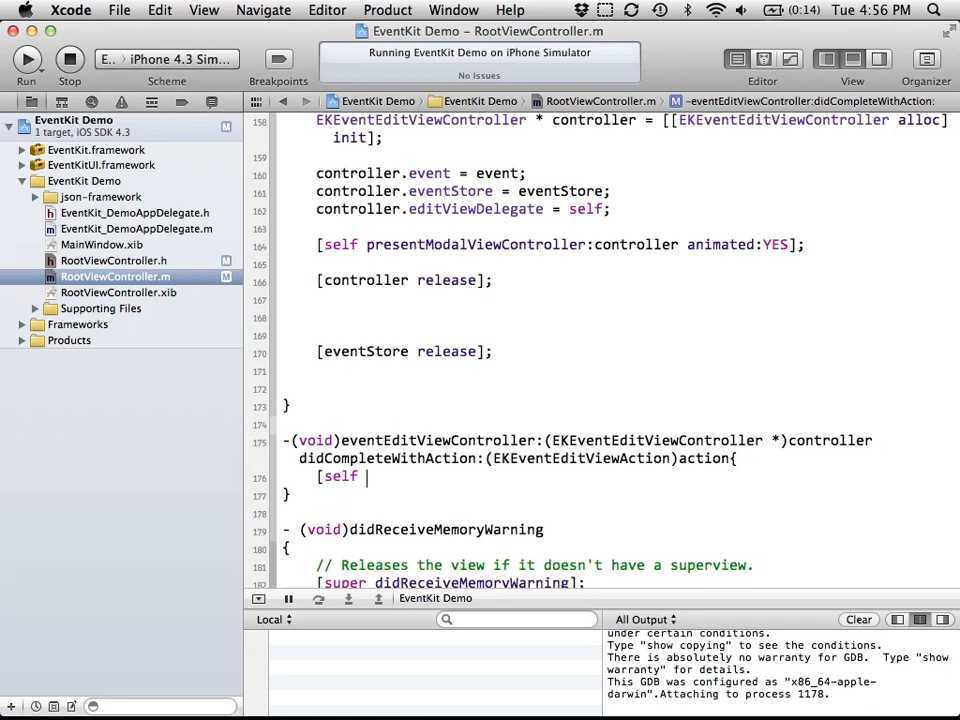 Xcode File Edit View Navigate Editor Product Window Help (0:14) Tue 4:56 PM
EventKit Demo – RootViewController.m
E.. iPhone 4.3 Sim...
Running EventKit Demo on iPhone Simulator
No Issues
Run Stop Scheme Breakpoints Editor View Organizer
EventKit Demo EventKit Demo RootViewController.m M -eventEditViewController:didCompleteWithAction:
EventKit Demo M
1 target, iOS SDK 4.3
EventKit.framework
EventKitUI.framework
EventKit Demo
json-framework
h EventKit_DemoAppDelegate.h
m EventKit_DemoAppDelegate.m
MainWindow.xib
h RootViewController.h M
m RootViewController.m M
RootViewController.xib
Supporting Files
Frameworks
Products
158 EKEventEditViewController * controller = [[EKEventEditViewController alloc]
init];
159
160 controller.event = event;
161 controller.eventStore = eventStore;
162 controller.editViewDelegate = self;
163
164 [self presentModalViewController:controller animated:YES];
165
166 [controller release];
167
168
169
170 [eventStore release];
171
172
173 }
174
175 -(void)eventEditViewController:(EKEventEditViewController *)controller
didCompleteWithAction:(EKEventEditViewAction)action{
176 [self
177 }
178
179 - (void)didReceiveMemoryWarning
180 {
181 // Releases the view if it doesn't have a superview.
182 [super didReceiveMemoryWarning];
EventKit Demo
Local All Output Clear
under certain conditions.
Type "show copying" to see the conditions.
There is absolutely no warranty for GDB. Type "show
warranty" for details.
This GDB was configured as "x86_64-apple-
darwin".Attaching to process 1178.